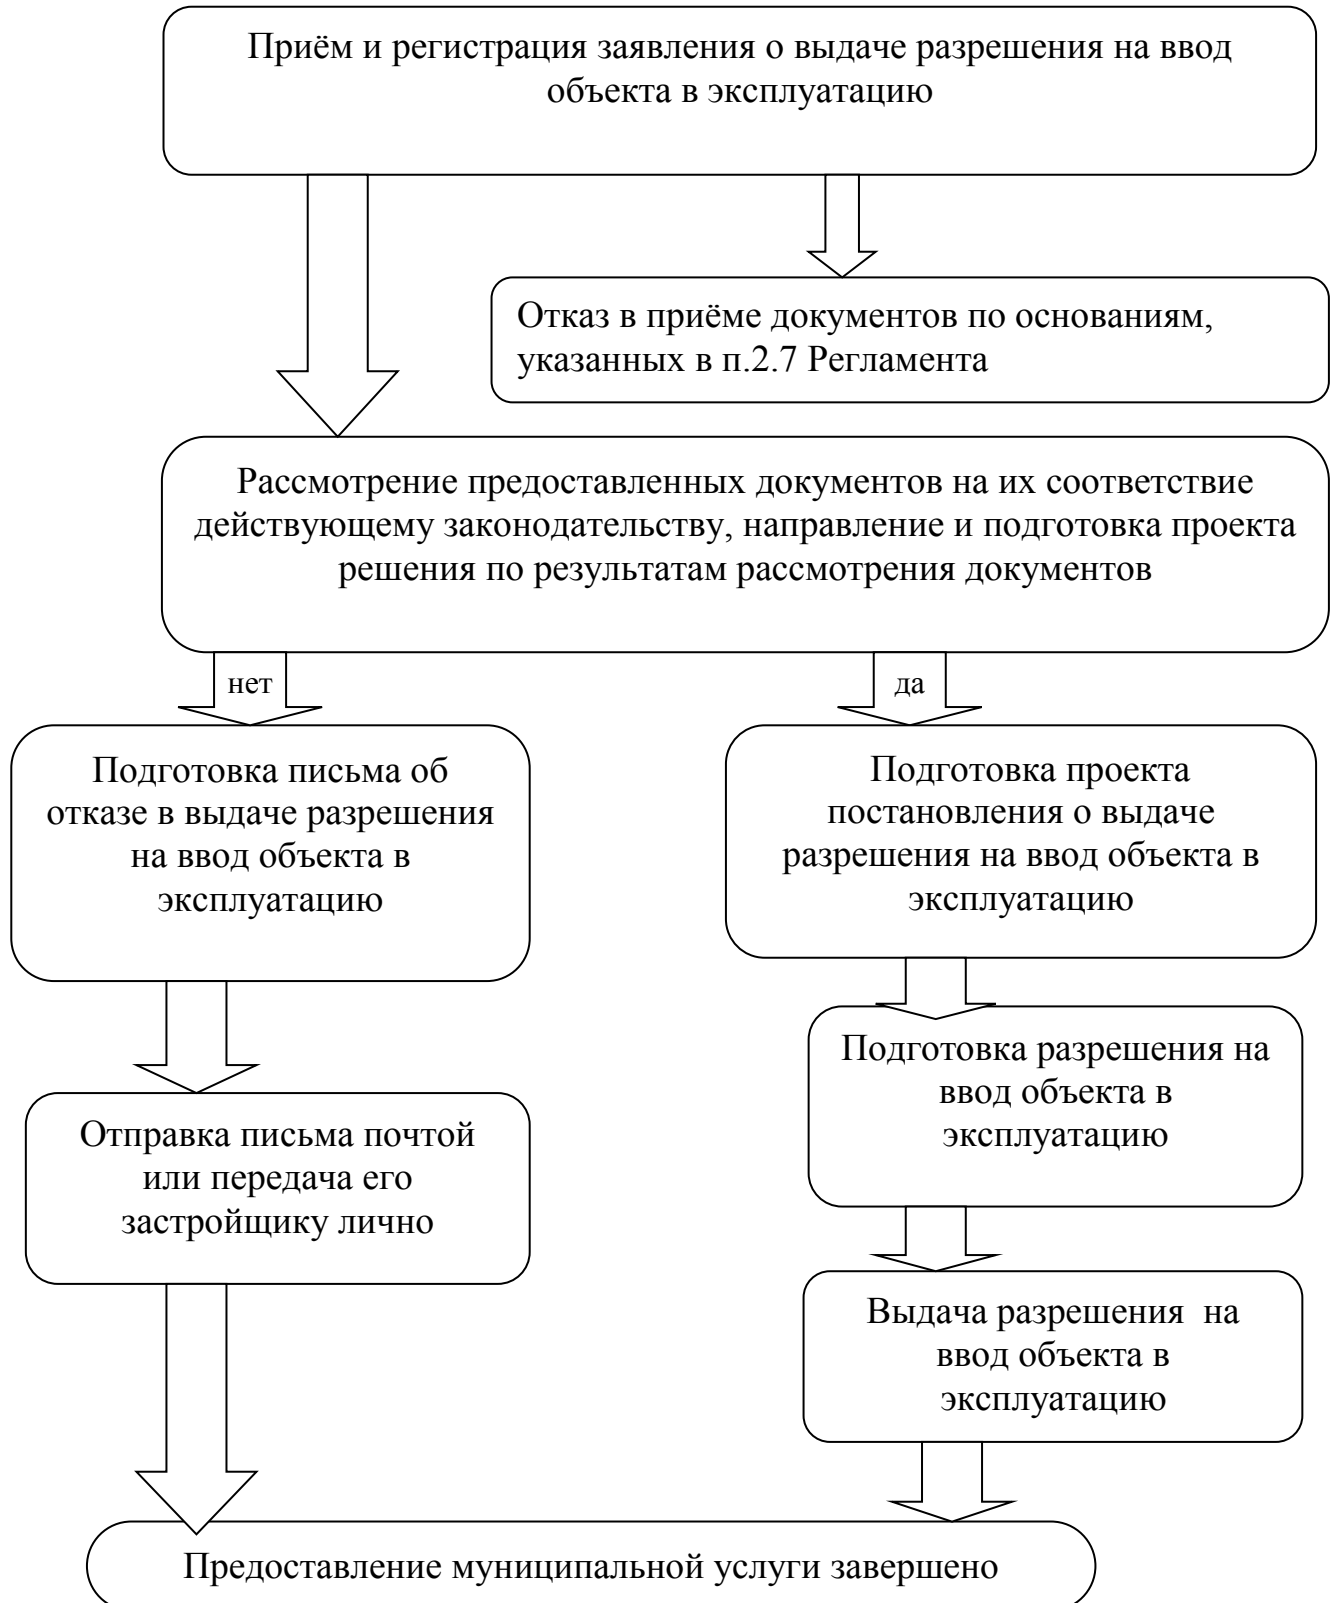 Приём и регистрация заявления о выдаче разрешения на ввод
объекта в эксплуатацию
Отказ в приёме документов по основаниям,
указанных в п.2.7 Регламента
Рассмотрение предоставленных документов на их соответствие
действующему законодательству, направление и подготовка проекта
решения по результатам рассмотрения документов
нет
да
Подготовка письма об
отказе в выдаче разрешения
на ввод объекта в
эксплуатацию
Подготовка проекта
постановления о выдаче
разрешения на ввод объекта в
эксплуатацию
Подготовка разрешения на
ввод объекта в
эксплуатацию
Отправка письма почтой
или передача его
застройщику лично
Выдача разрешения  на
ввод объекта в
эксплуатацию
Предоставление муниципальной услуги завершено